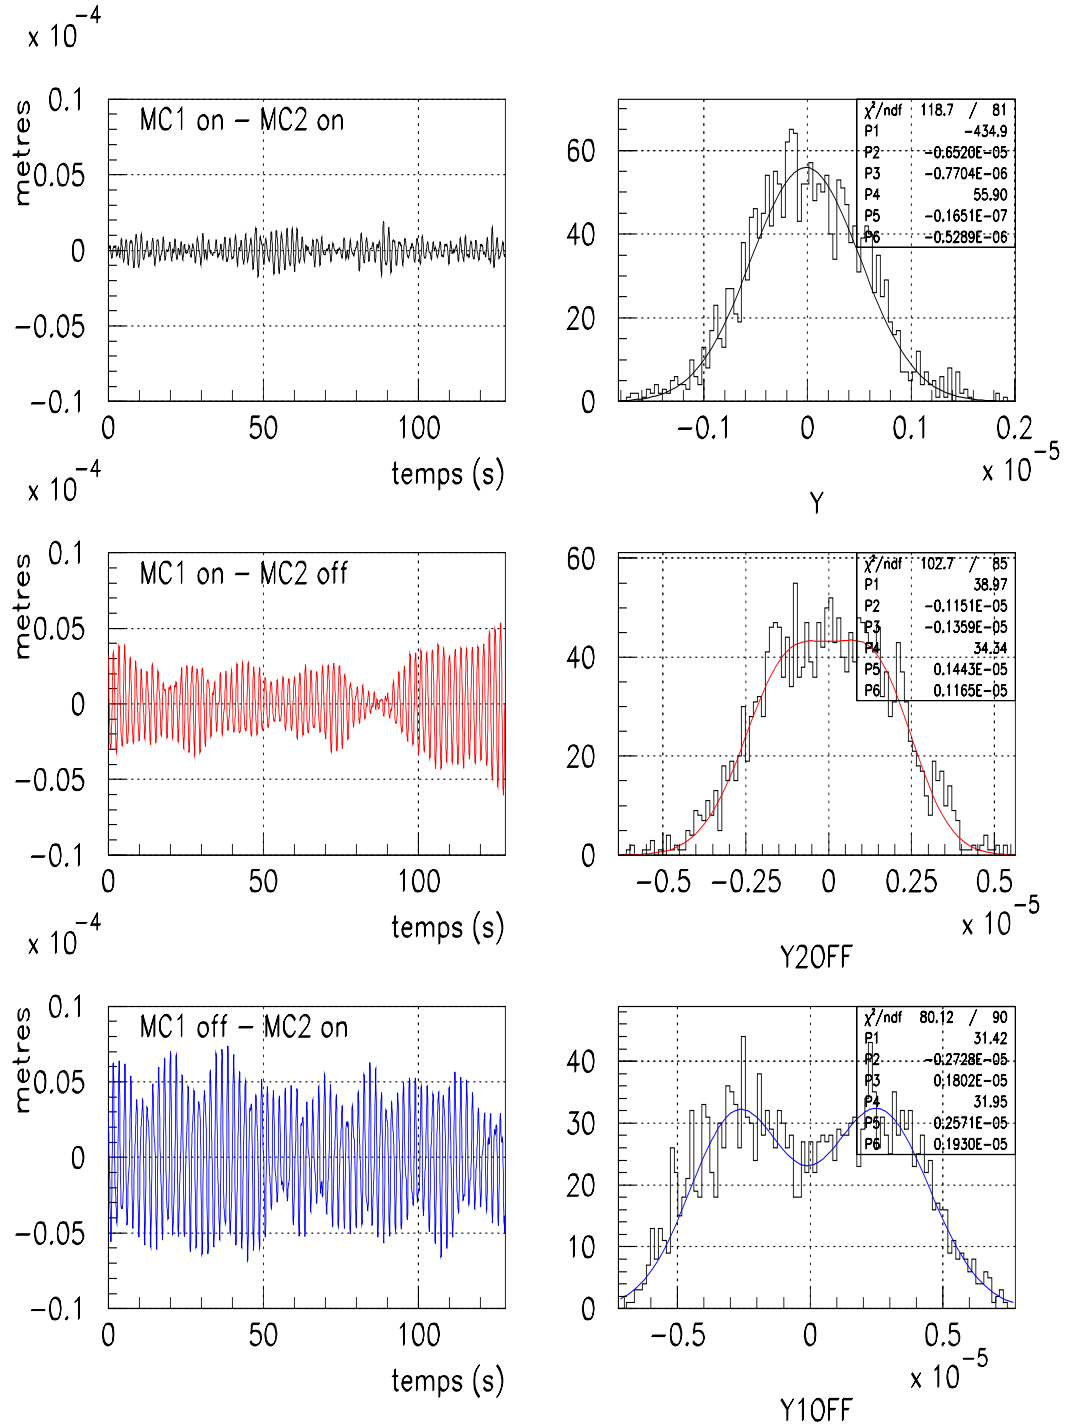 x 10⁻⁴
metres
0.1
0.05
0
−0.05
−0.1
MC1 on − MC2 on
0 50 100
temps (s)
60
40
20
0
χ²/ndf 118.7 / 81
P1 −434.9
P2 −0.6520E−05
P3 −0.7704E−06
P4 55.90
P5 −0.1651E−07
P6 −0.5289E−06
−0.1 0 0.1 0.2
x 10⁻⁵
Y
x 10⁻⁴
metres
0.1
0.05
0
−0.05
−0.1
MC1 on − MC2 off
0 50 100
temps (s)
60
40
20
0
χ²/ndf 102.7 / 85
P1 38.97
P2 −0.1151E−05
P3 −0.1359E−05
P4 34.34
P5 0.1443E−05
P6 0.1165E−05
−0.5 −0.25 0 0.25 0.5
x 10⁻⁵
Y2OFF
x 10⁻⁴
metres
0.1
0.05
0
−0.05
−0.1
MC1 off − MC2 on
0 50 100
temps (s)
40
30
20
10
0
χ²/ndf 80.12 / 90
P1 31.42
P2 −0.2728E−05
P3 0.1802E−05
P4 31.95
P5 0.2571E−05
P6 0.1930E−05
−0.5 0 0.5
x 10⁻⁵
Y1OFF